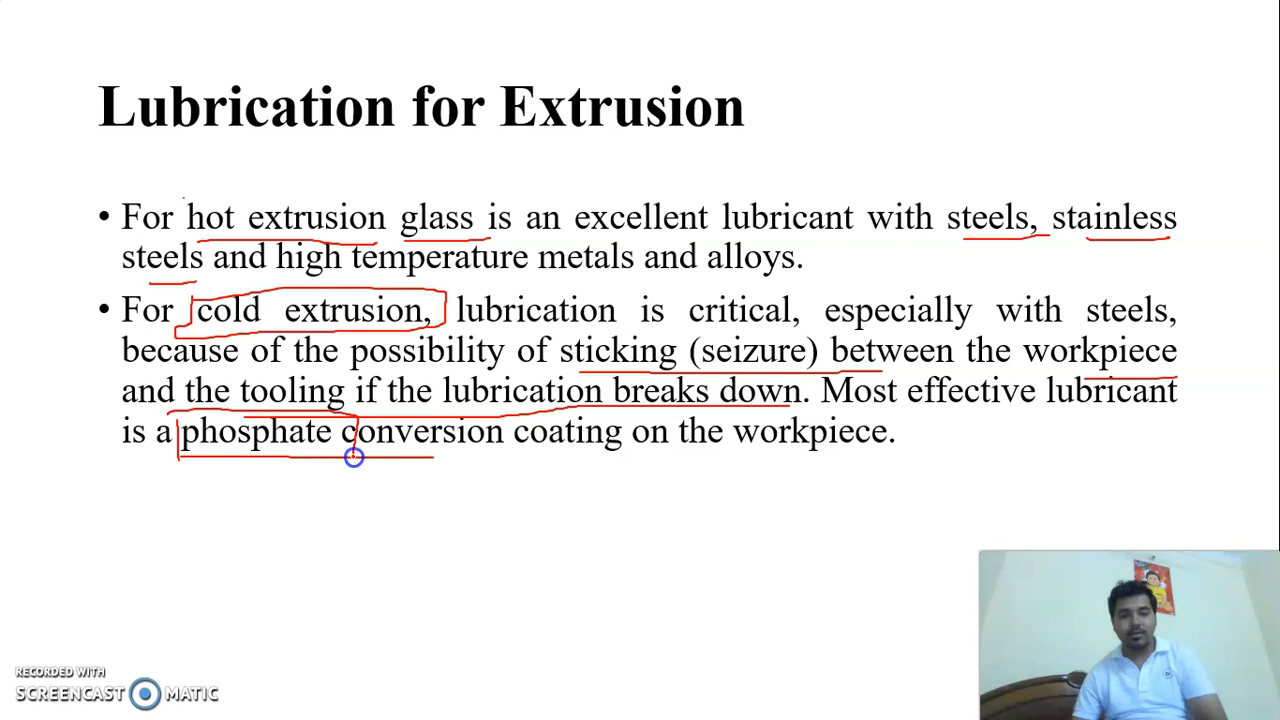 Lubrication for Extrusion
• For hot extrusion glass is an excellent lubricant with steels, stainless
steels and high temperature metals and alloys.
• For cold extrusion, lubrication is critical, especially with steels,
because of the possibility of sticking (seizure) between the workpiece
and the tooling if the lubrication breaks down. Most effective lubricant
is a phosphate conversion coating on the workpiece.
RECORDED WITH
SCREENCAST MATIC